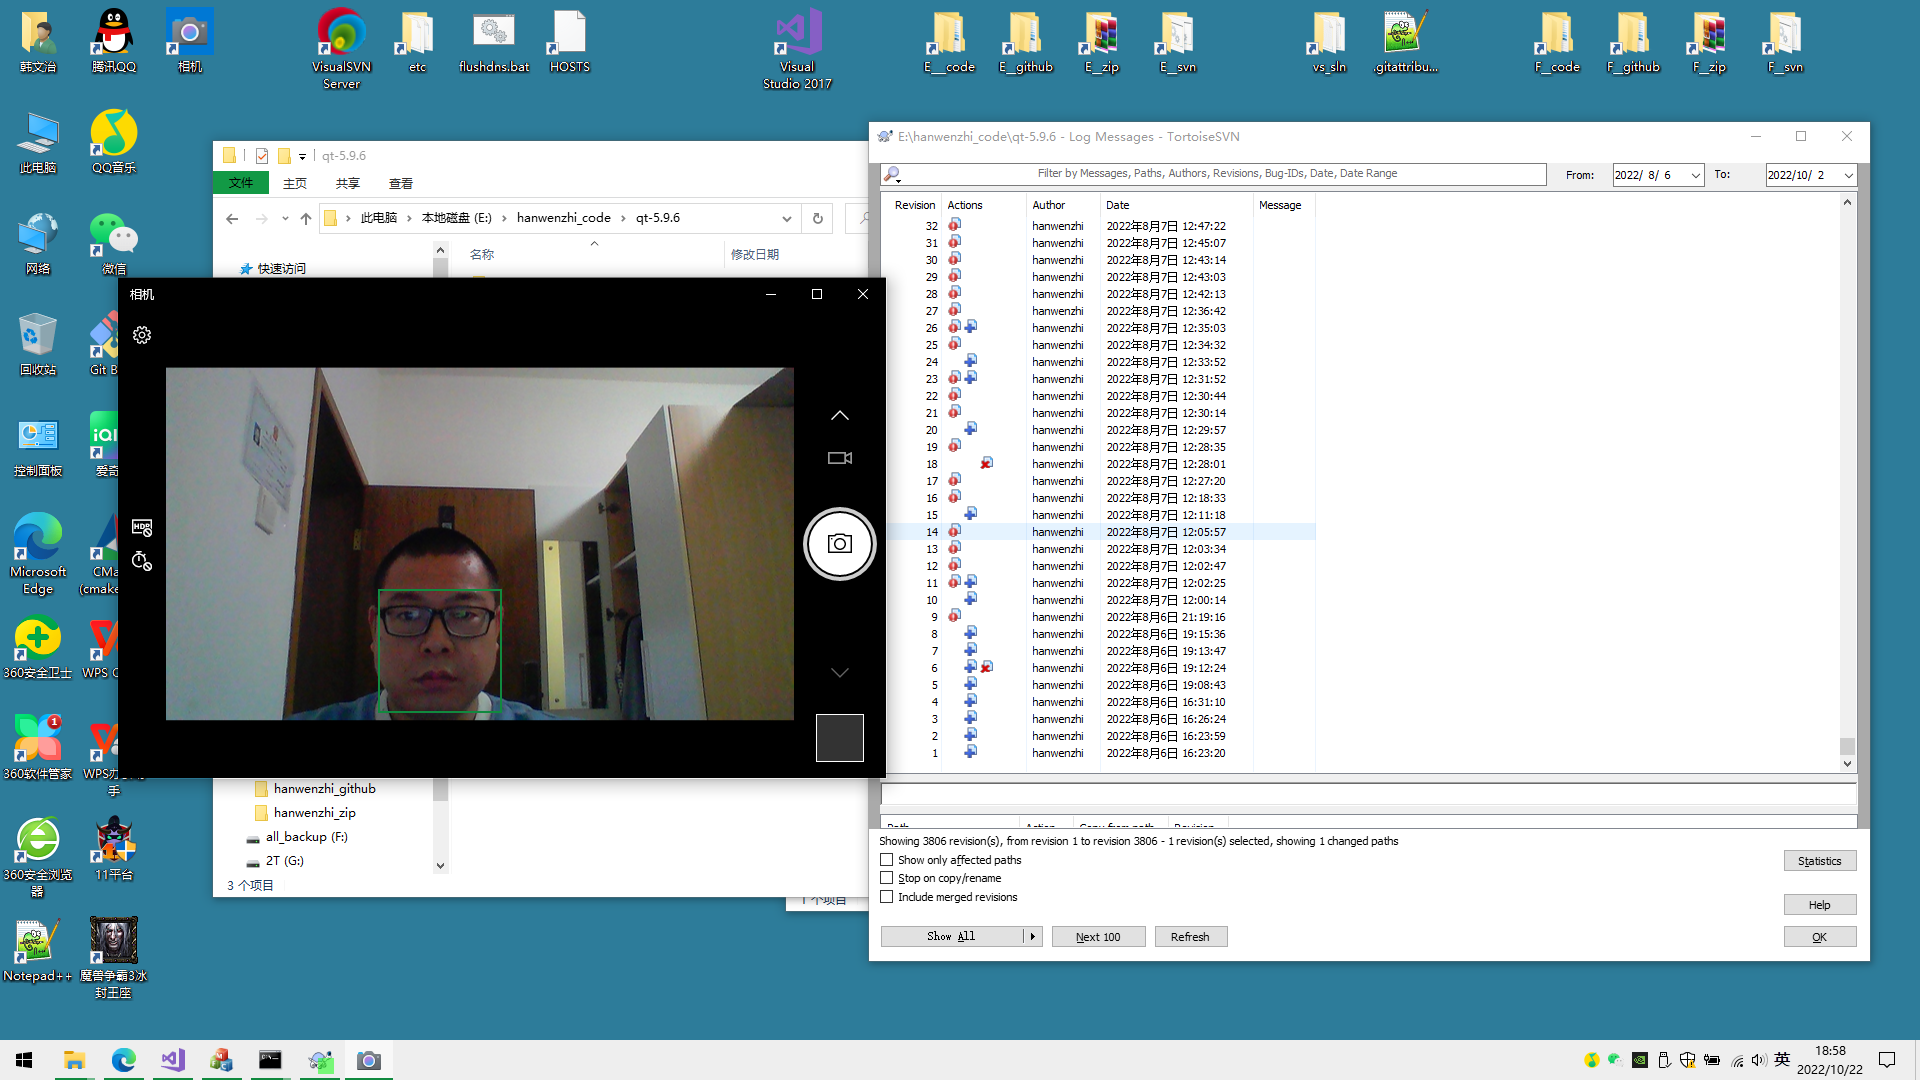 韩文治
腾讯QQ
相机
VisualSVN
Server
etc
flushdns.bat
HOSTS
Visual
Studio 2017
E__code
E__github
E__zip
E__svn
vs_sln
.gitattribu...
F__code
F__github
F__zip
F__svn
此电脑
QQ音乐
网络
微信
回收站
Git B
控制面板
爱奇
Microsoft
Edge
CMa
(cmake
360安全卫士
WPS O
360软件管家
WPS办
手
1
360安全浏览
器
11平台
Notepad++
魔兽争霸3冰
封王座
qt-5.9.6
文件 主页 共享 查看
此电脑 本地磁盘 (E:) hanwenzhi_code qt-5.9.6
名称 修改日期
快速访问
hanwenzhi_github
hanwenzhi_zip
all_backup (F:)
2T (G:)
3 个项目
1 个项目
相机
HDR
E:\hanwenzhi_code\qt-5.9.6 - Log Messages - TortoiseSVN
Filter by Messages, Paths, Authors, Revisions, Bug-IDs, Date, Date Range
From: 2022/ 8/ 6 To: 2022/10/ 2
Revision Actions Author Date Message
32 hanwenzhi 2022年8月7日 12:47:22
31 hanwenzhi 2022年8月7日 12:45:07
30 hanwenzhi 2022年8月7日 12:43:14
29 hanwenzhi 2022年8月7日 12:43:03
28 hanwenzhi 2022年8月7日 12:42:13
27 hanwenzhi 2022年8月7日 12:36:42
26 hanwenzhi 2022年8月7日 12:35:03
25 hanwenzhi 2022年8月7日 12:34:32
24 hanwenzhi 2022年8月7日 12:33:52
23 hanwenzhi 2022年8月7日 12:31:52
22 hanwenzhi 2022年8月7日 12:30:44
21 hanwenzhi 2022年8月7日 12:30:14
20 hanwenzhi 2022年8月7日 12:29:57
19 hanwenzhi 2022年8月7日 12:28:35
18 hanwenzhi 2022年8月7日 12:28:01
17 hanwenzhi 2022年8月7日 12:27:20
16 hanwenzhi 2022年8月7日 12:18:33
15 hanwenzhi 2022年8月7日 12:11:18
14 hanwenzhi 2022年8月7日 12:05:57
13 hanwenzhi 2022年8月7日 12:03:34
12 hanwenzhi 2022年8月7日 12:02:47
11 hanwenzhi 2022年8月7日 12:02:25
10 hanwenzhi 2022年8月7日 12:00:14
9 hanwenzhi 2022年8月6日 21:19:16
8 hanwenzhi 2022年8月6日 19:15:36
7 hanwenzhi 2022年8月6日 19:13:47
6 hanwenzhi 2022年8月6日 19:12:24
5 hanwenzhi 2022年8月6日 19:08:43
4 hanwenzhi 2022年8月6日 16:31:10
3 hanwenzhi 2022年8月6日 16:26:24
2 hanwenzhi 2022年8月6日 16:23:59
1 hanwenzhi 2022年8月6日 16:23:20
Path Action Copy from path Revision
Showing 3806 revision(s), from revision 1 to revision 3806 - 1 revision(s) selected, showing 1 changed paths
Show only affected paths
Stop on copy/rename
Include merged revisions
Statistics
Help
Show All Next 100 Refresh OK
英
18:58
2022/10/22